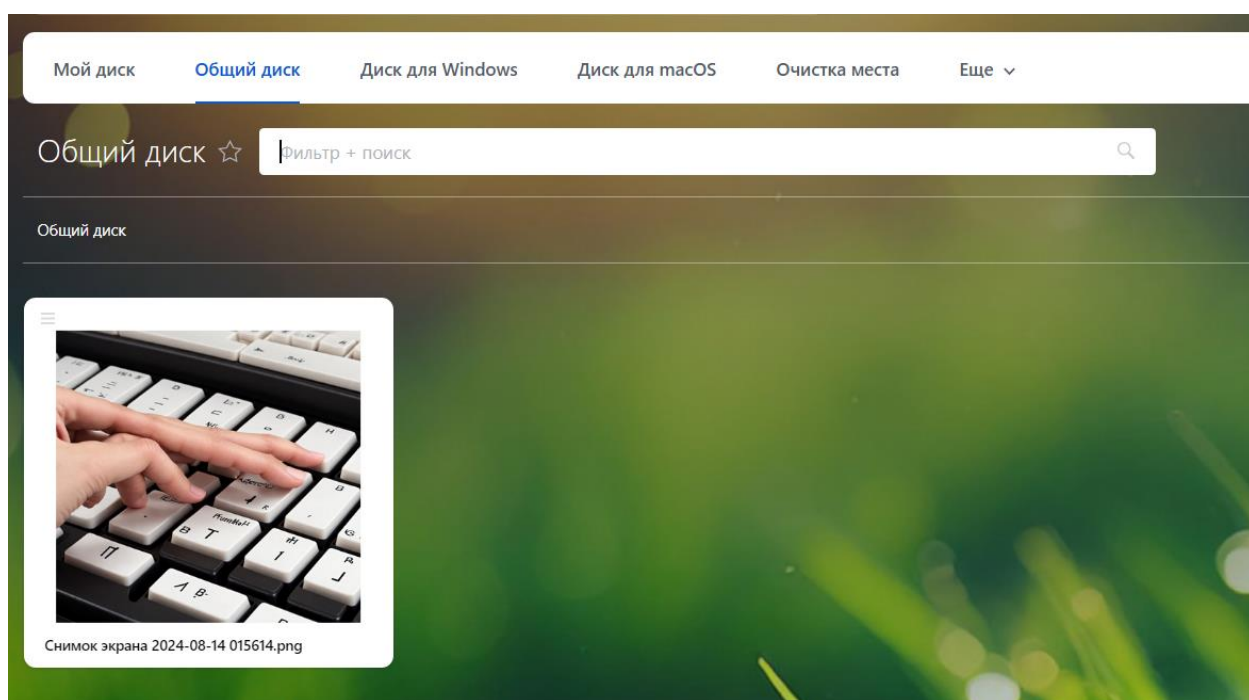 Мой диск Общий диск Диск для Windows Диск для macOS Очистка места Еще
Общий диск Фильтр + поиск
Общий диск
Снимок экрана 2024-08-14 015614.png